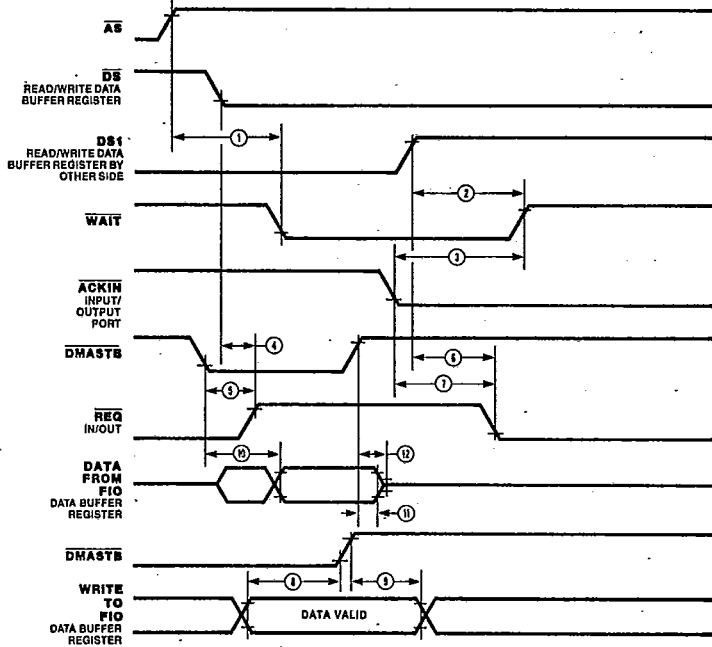 AS
DS
READ/WRITE DATA
BUFFER REGISTER
1
DS1
READ/WRITE DATA
BUFFER REGISTER BY
OTHER SIDE
2
WAIT
3
ACKIN
INPUT/
OUTPUT
PORT
DMASTB
4
6
5
7
REQ
IN/OUT
10
12
DATA
FROM
FIO
DATA BUFFER
REGISTER
11
DMASTB
8
9
WRITE
TO
FIO
DATA BUFFER
REGISTER
DATA VALID